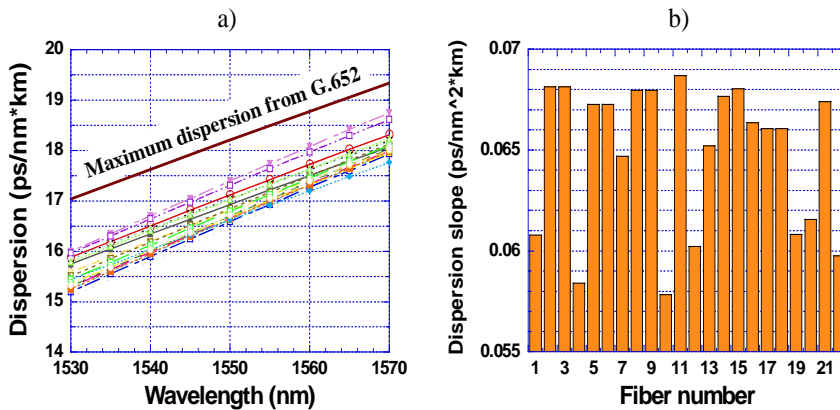 a)
20
19
18
17
16
15
14
Dispersion (ps/nm*km)
Maximum dispersion from G.652
1530 1540 1550 1560 1570
Wavelength (nm)
b)
0.07
0.065
0.06
0.055
Dispersion slope (ps/nm^2*km)
1 3 5 7 9 11 13 15 17 19 21
Fiber number